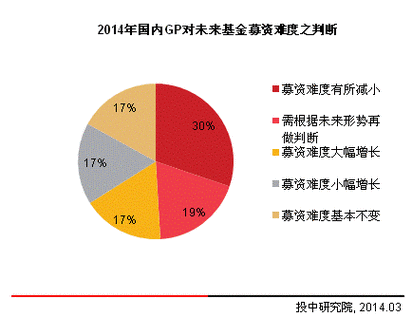 2014年国内GP对未来基金募资难度之判断
17%
30%
17%
17%
19%
募资难度有所减小
需根据未来形势再
做判断
募资难度大幅增长
募资难度小幅增长
募资难度基本不变
投中研究院, 2014.03